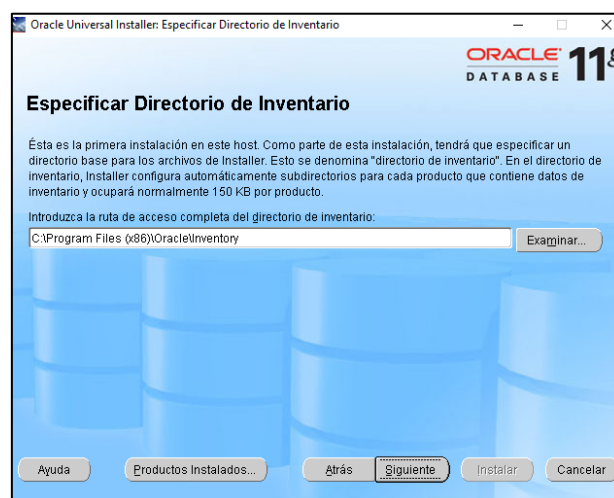 Oracle Universal Installer: Especificar Directorio de Inventario
ORACLE
DATABASE 11g
Especificar Directorio de Inventario
Ésta es la primera instalación en este host. Como parte de esta instalación, tendrá que especificar un
directorio base para los archivos de Installer. Esto se denomina "directorio de inventario". En el directorio de
inventario, Installer configura automáticamente subdirectorios para cada producto que contiene datos de
inventario y ocupará normalmente 150 KB por producto.
Introduzca la ruta de acceso completa del directorio de inventario:
C:\Program Files (x86)\Oracle\Inventory
Examinar...
Ayuda Productos Instalados... Atrás Siguiente Instalar Cancelar